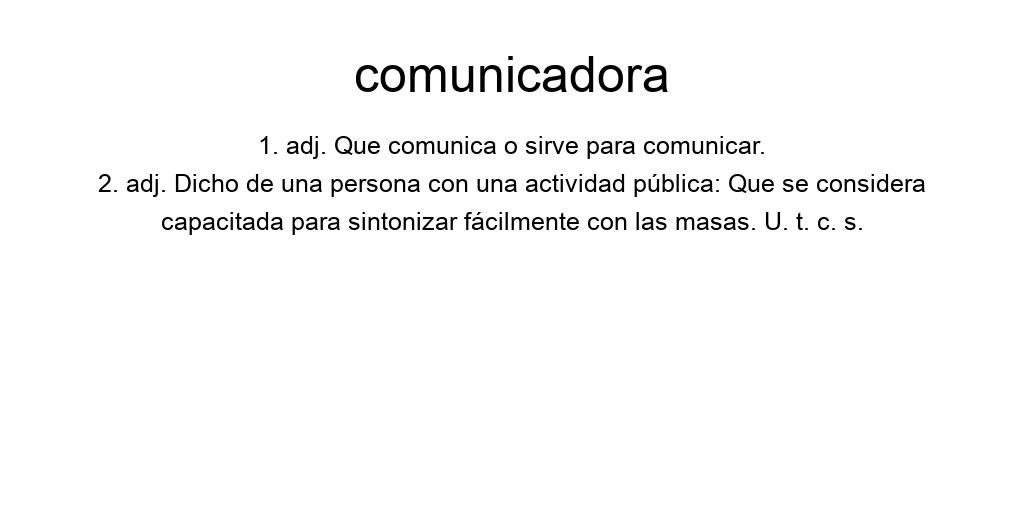 comunicadora
1. adj. Que comunica o sirve para comunicar.
2. adj. Dicho de una persona con una actividad pública: Que se considera
capacitada para sintonizar fácilmente con las masas. U. t. c. s.